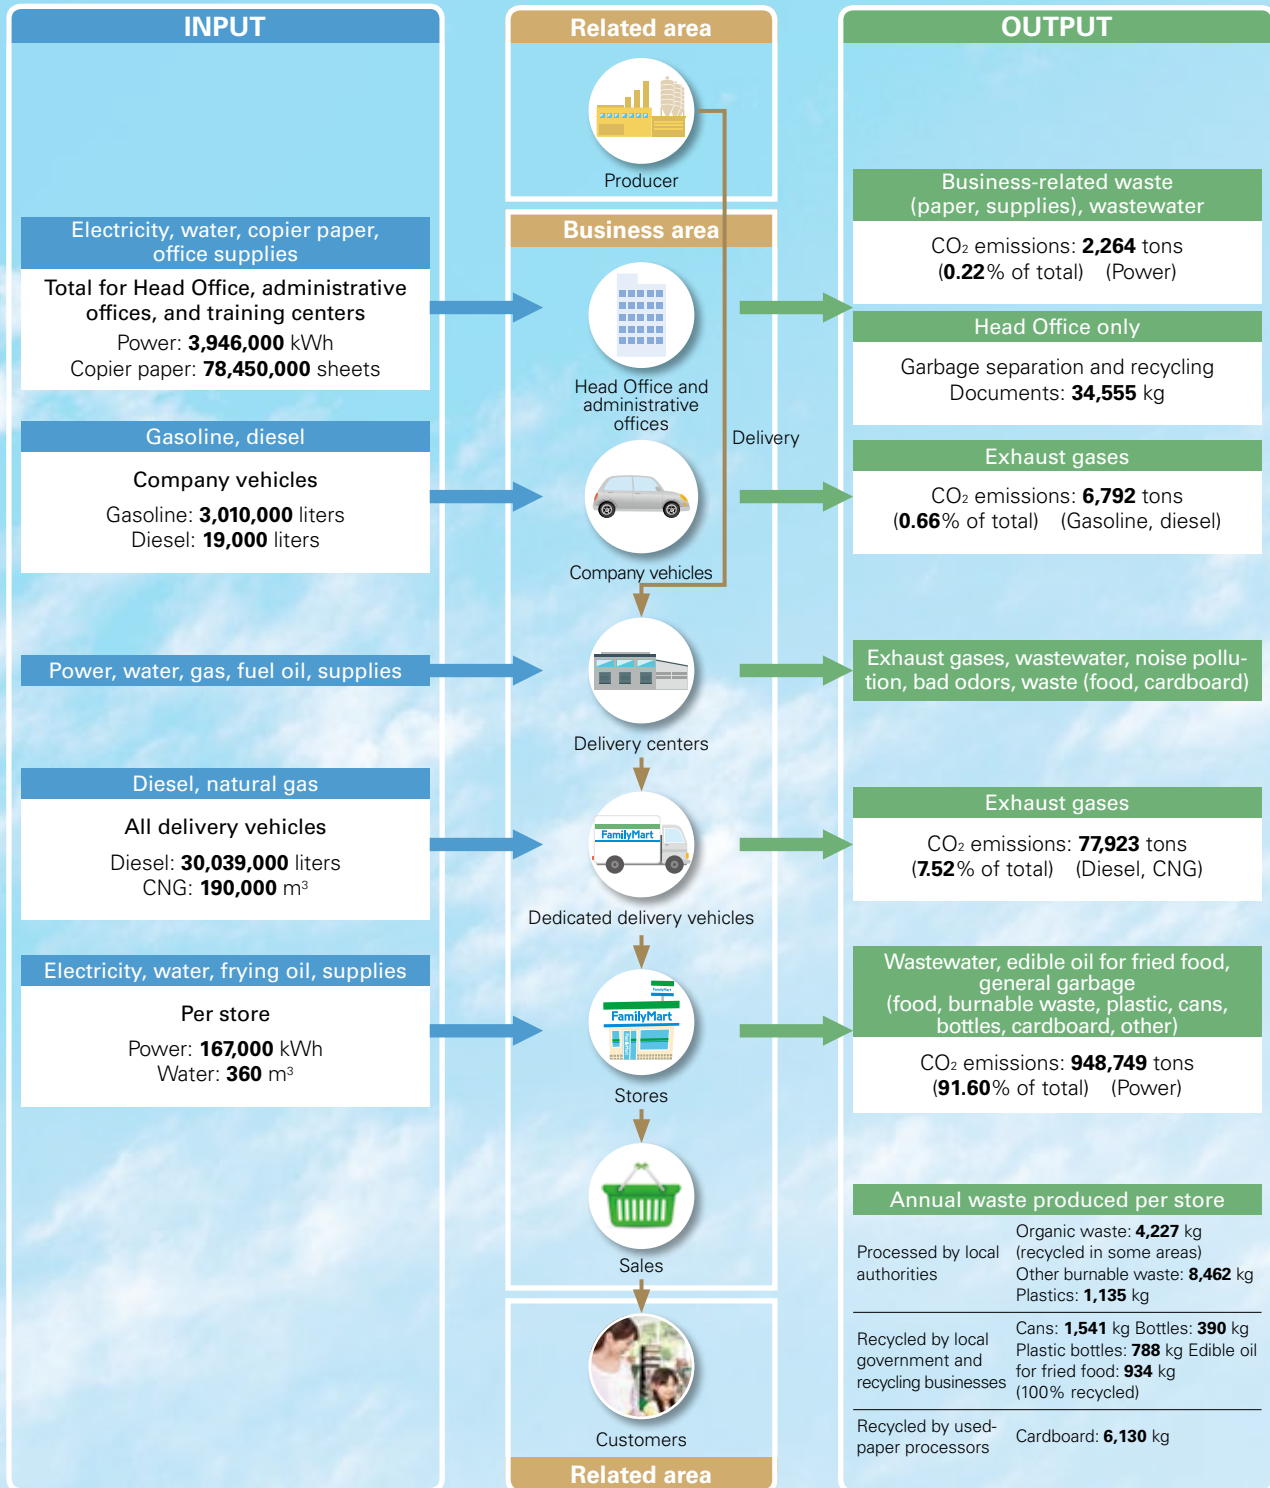 INPUT
Electricity, water, copier paper,
office supplies
Total for Head Office, administrative
offices, and training centers
Power: 3,946,000 kWh
Copier paper: 78,450,000 sheets
Gasoline, diesel
Company vehicles
Gasoline: 3,010,000 liters
Diesel: 19,000 liters
Power, water, gas, fuel oil, supplies
Diesel, natural gas
All delivery vehicles
Diesel: 30,039,000 liters
CNG: 190,000 m³
Electricity, water, frying oil, supplies
Per store
Power: 167,000 kWh
Water: 360 m³
Related area
Producer
Business area
Head Office and
administrative
offices
Delivery
Company vehicles
Delivery centers
FamilyMart
Dedicated delivery vehicles
FamilyMart
FamilyMart
Stores
Sales
Customers
Related area
OUTPUT
Business-related waste
(paper, supplies), wastewater
CO₂ emissions: 2,264 tons
(0.22% of total) (Power)
Head Office only
Garbage separation and recycling
Documents: 34,555 kg
Exhaust gases
CO₂ emissions: 6,792 tons
(0.66% of total) (Gasoline, diesel)
Exhaust gases, wastewater, noise pollu-
tion, bad odors, waste (food, cardboard)
Exhaust gases
CO₂ emissions: 77,923 tons
(7.52% of total) (Diesel, CNG)
Wastewater, edible oil for fried food,
general garbage
(food, burnable waste, plastic, cans,
bottles, cardboard, other)
CO₂ emissions: 948,749 tons
(91.60% of total) (Power)
Annual waste produced per store
Processed by local
authorities
Organic waste: 4,227 kg
(recycled in some areas)
Other burnable waste: 8,462 kg
Plastics: 1,135 kg
Recycled by local
government and
recycling businesses
Cans: 1,541 kg Bottles: 390 kg
Plastic bottles: 788 kg Edible oil
for fried food: 934 kg
(100% recycled)
Recycled by used-
paper processors
Cardboard: 6,130 kg